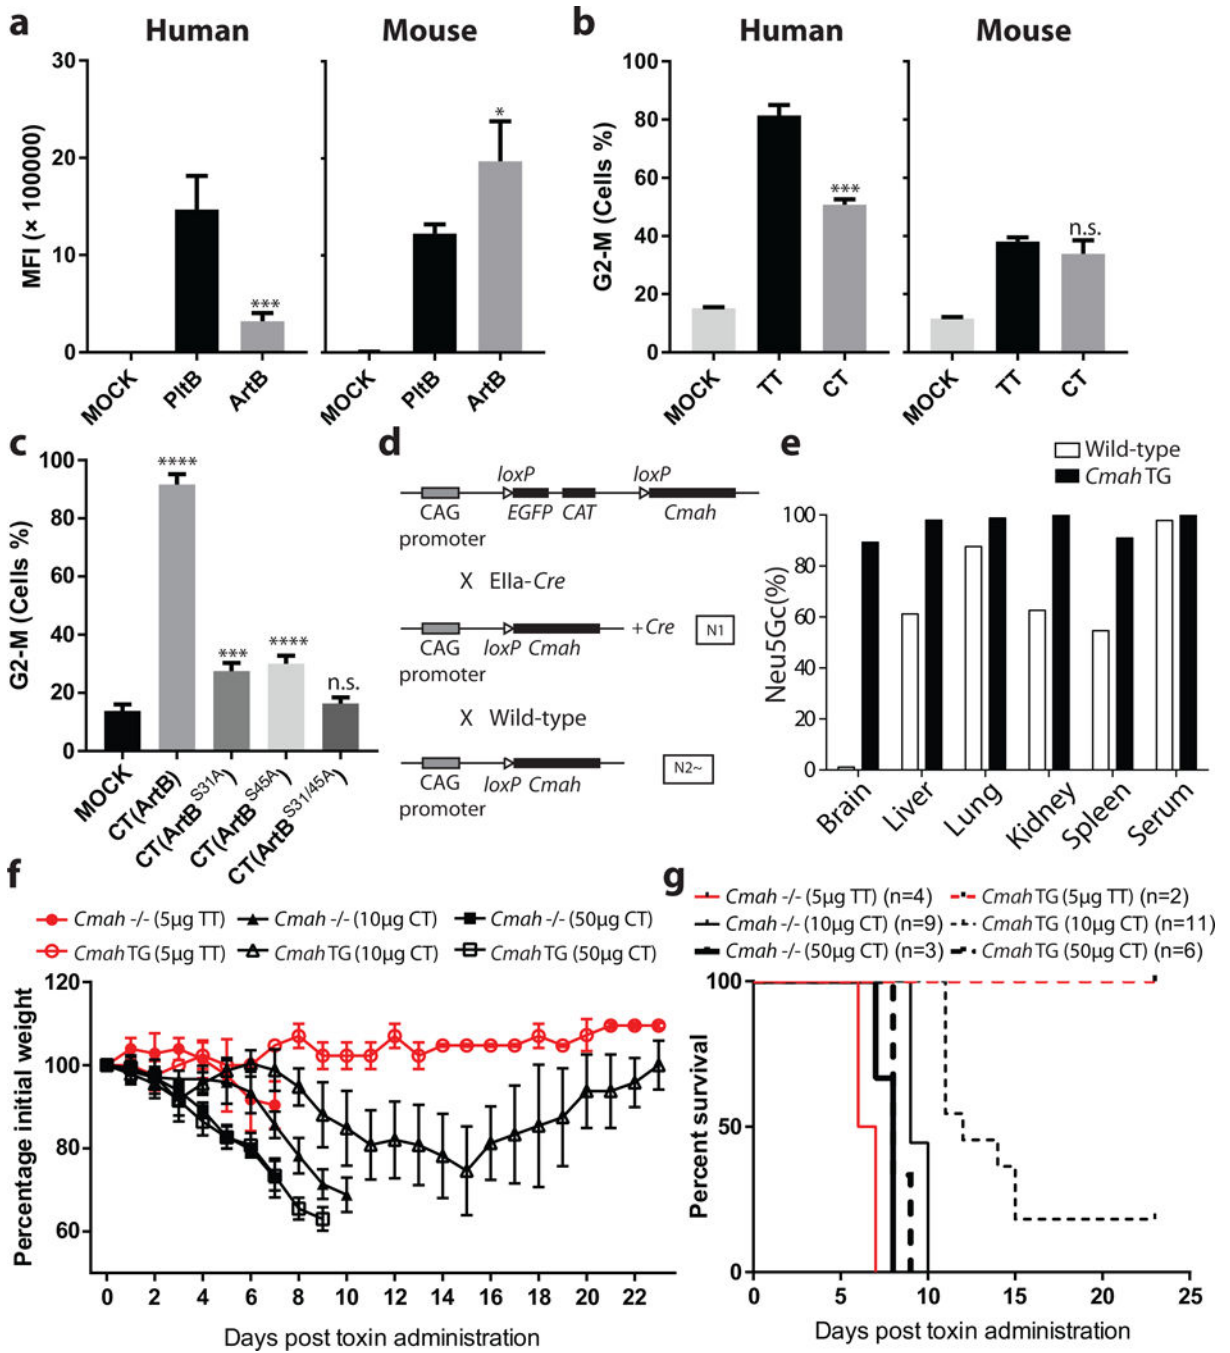 a
Human
Mouse
MFI (× 100000)
30
20
10
0
***
*
MOCK
PltB
ArtB
MOCK
PltB
ArtB
b
Human
Mouse
G2-M (Cells %)
100
80
60
40
20
0
***
n.s.
MOCK
TT
CT
MOCK
TT
CT
c
G2-M (Cells %)
100
80
60
40
20
0
****
***
****
n.s.
MOCK
CT(ArtB)
CT(ArtB S31A)
CT(ArtB S45A)
CT(ArtB S31/45A)
d
loxP loxP
CAG EGFP CAT Cmah
promoter
X EIIa-Cre
+Cre N1
CAG loxP Cmah
promoter
X Wild-type
N2~
CAG loxP Cmah
promoter
e
Wild-type
Cmah TG
Neu5Gc(%)
100
80
60
40
20
0
Brain
Liver
Lung
Kidney
Spleen
Serum
f
Cmah -/- (5µg TT) Cmah -/- (10µg CT) Cmah -/- (50µg CT)
Cmah TG (5µg TT) Cmah TG (10µg CT) Cmah TG (50µg CT)
Percentage initial weight
120
100
80
60
0 2 4 6 8 10 12 14 16 18 20 22
Days post toxin administration
g
Cmah -/- (5µg TT) (n=4) Cmah TG (5µg TT) (n=2)
Cmah -/- (10µg CT) (n=9) Cmah TG (10µg CT) (n=11)
Cmah -/- (50µg CT) (n=3) Cmah TG (50µg CT) (n=6)
Percent survival
100
50
0
0 5 10 15 20 25
Days post toxin administration